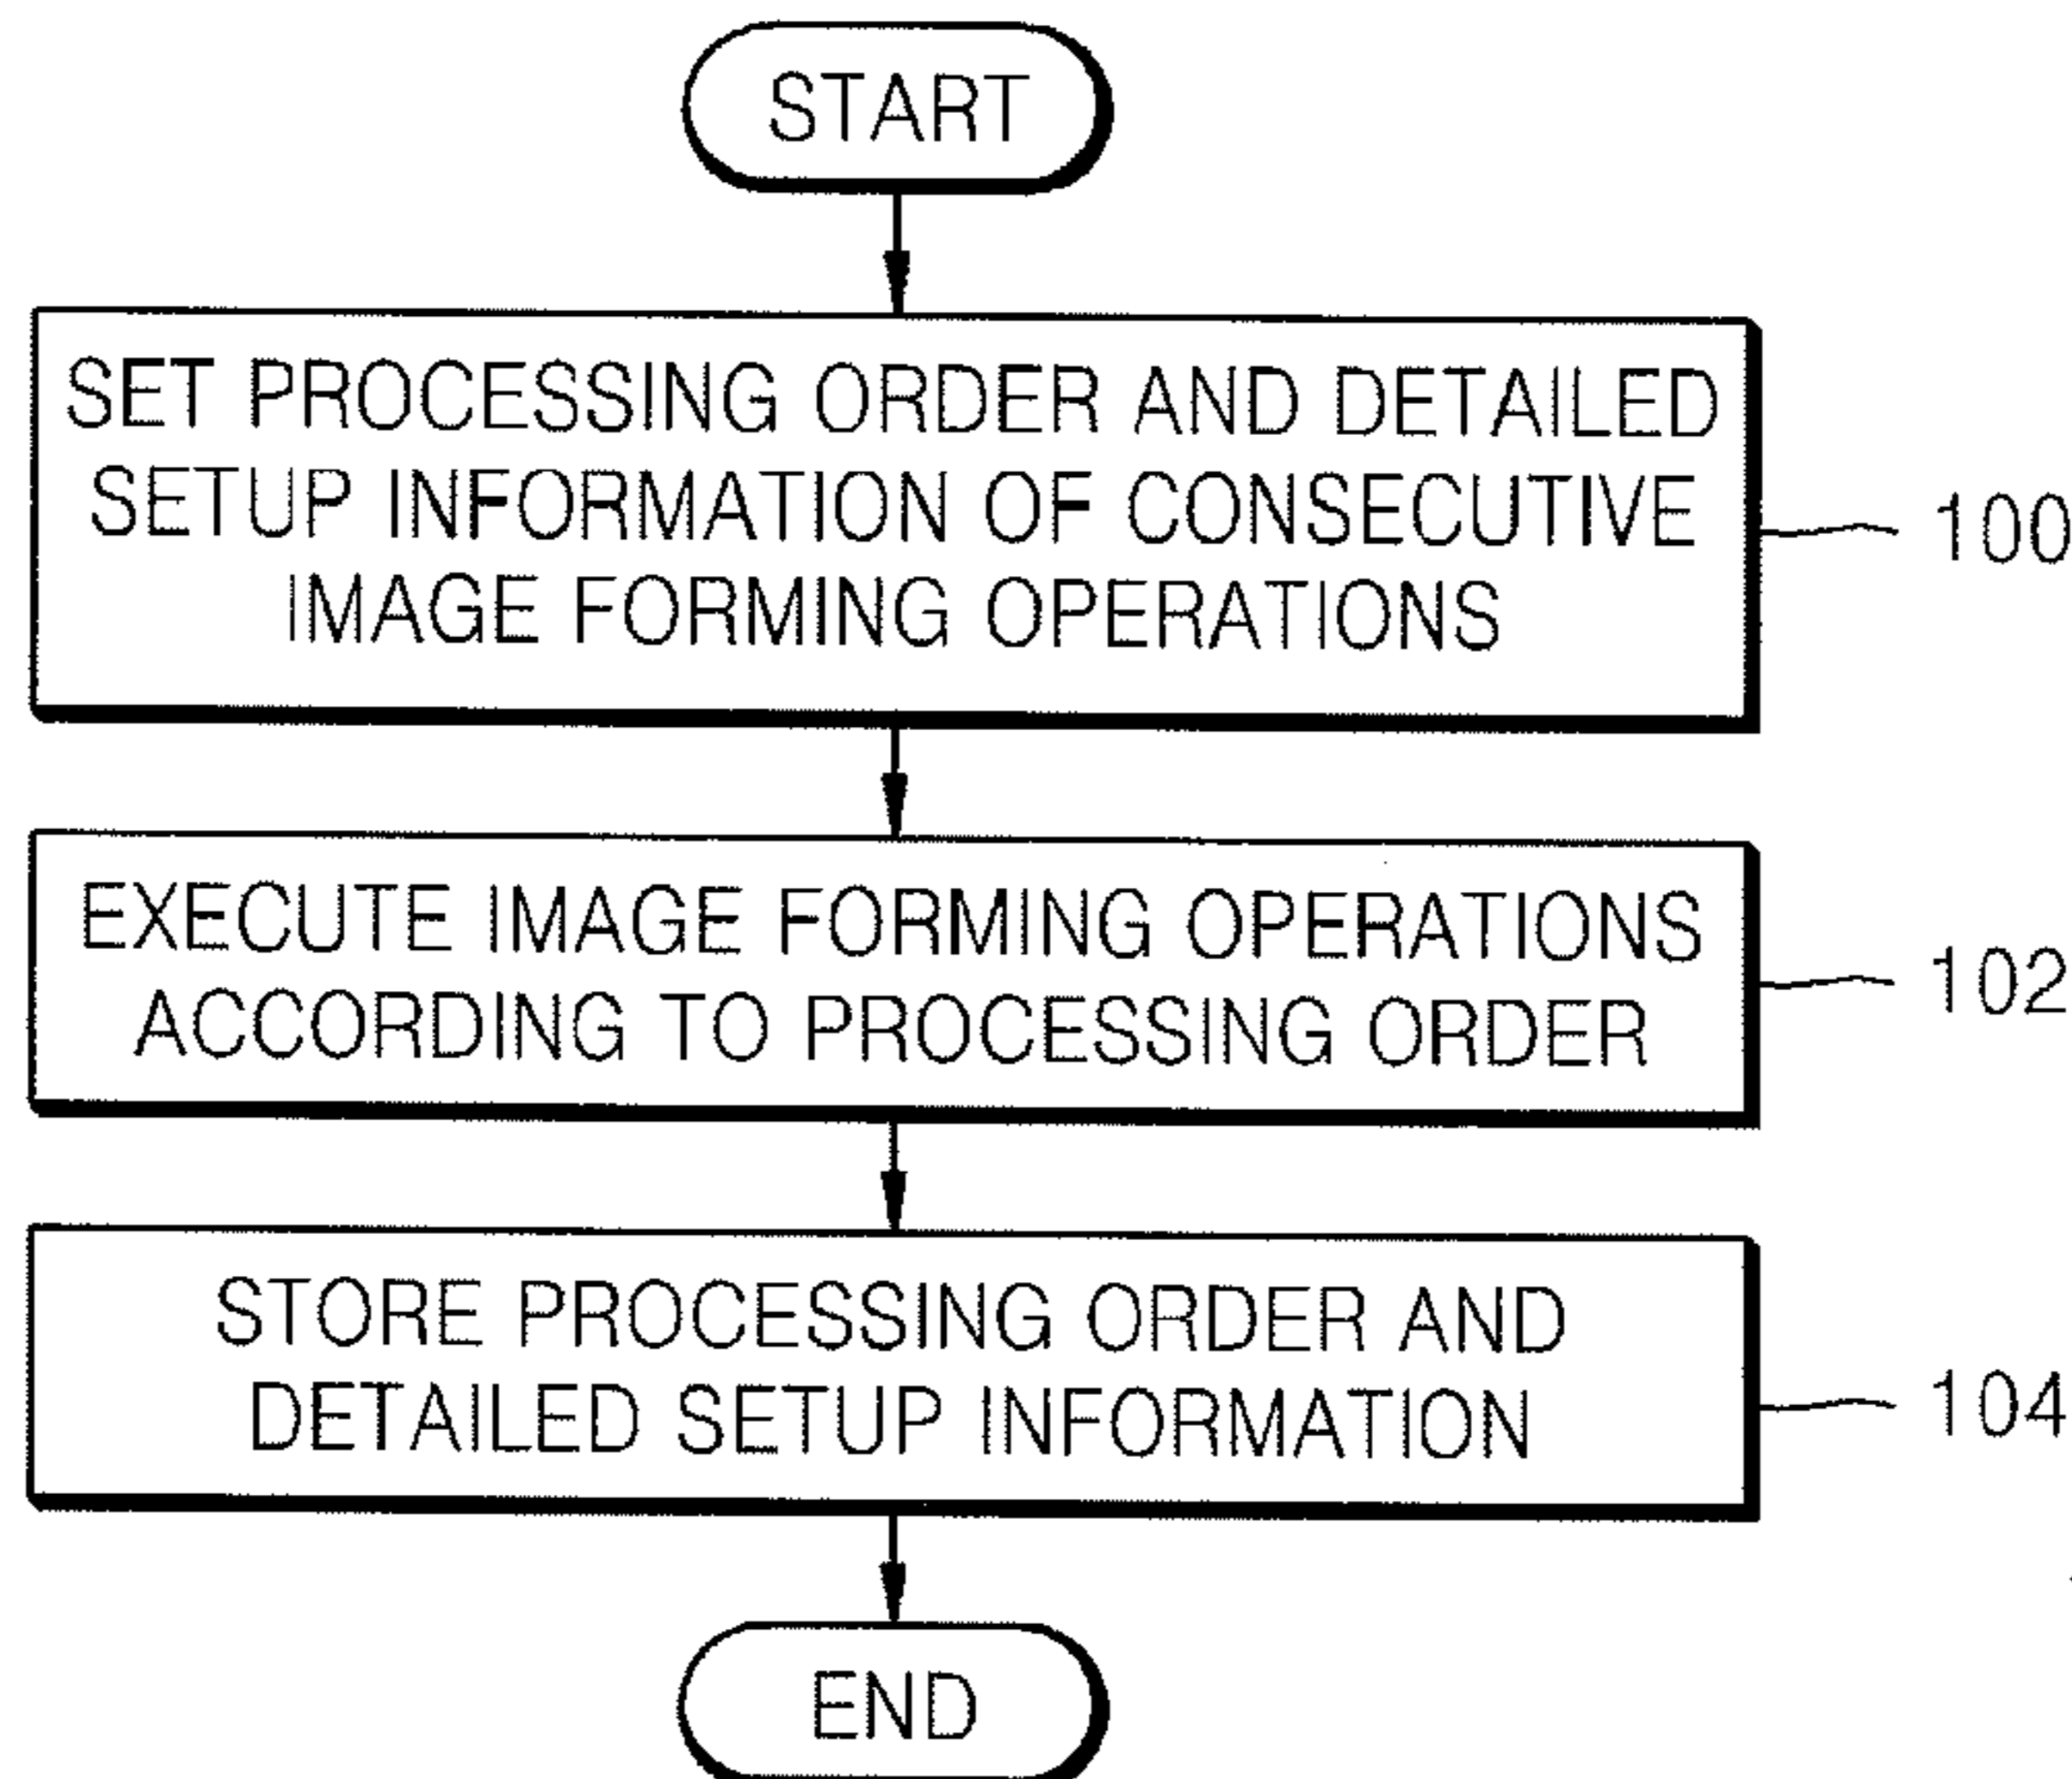 START
SET PROCESSING ORDER AND DETAILED
SETUP INFORMATION OF CONSECUTIVE
IMAGE FORMING OPERATIONS
100
EXECUTE IMAGE FORMING OPERATIONS
ACCORDING TO PROCESSING ORDER
102
STORE PROCESSING ORDER AND
DETAILED SETUP INFORMATION
104
END